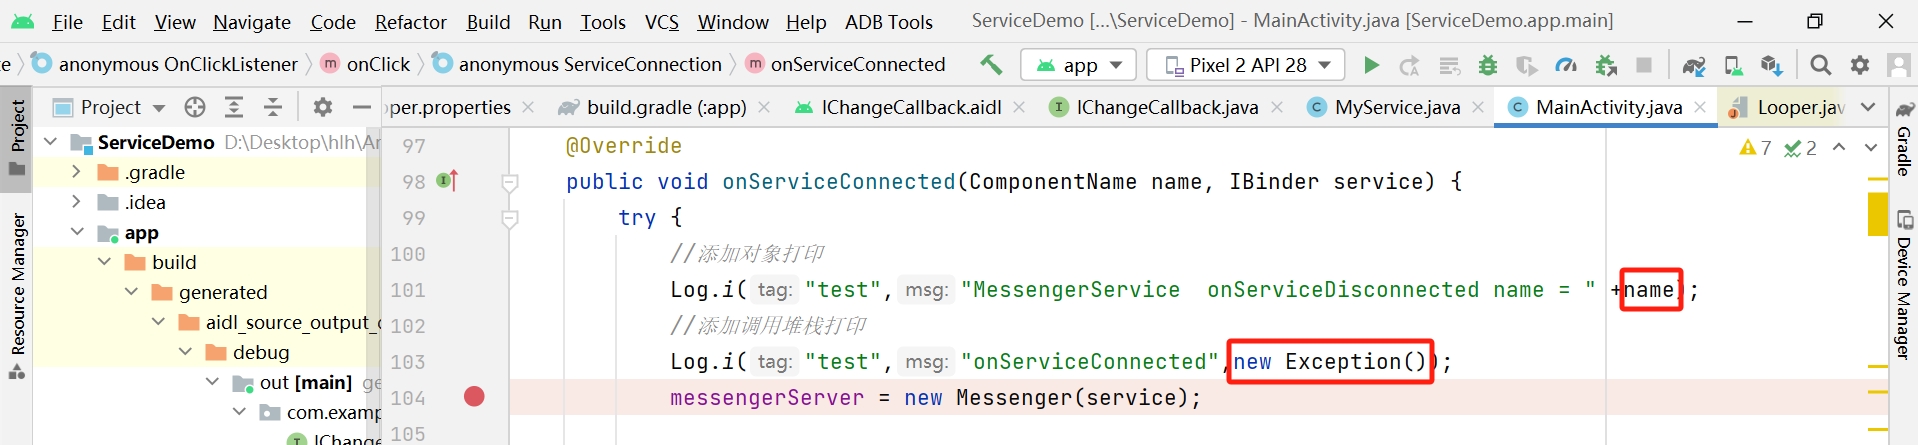 File Edit View Navigate Code Refactor Build Run Tools VCS Window Help ADB Tools ServiceDemo [...\ServiceDemo] - MainActivity.java [ServiceDemo.app.main]
anonymous OnClickListener onClick anonymous ServiceConnection onServiceConnected app Pixel 2 API 28
Project oper.properties build.gradle (:app) IChangeCallback.aidl IChangeCallback.java MyService.java MainActivity.java Looper.jav
Project
Resource Manager
ServiceDemo D:\Desktop\hlh\An
.gradle
.idea
app
build
generated
aidl_source_output_d
debug
out [main] ge
com.examp
IChang
97 @Override
98 public void onServiceConnected(ComponentName name, IBinder service) {
99 try {
100 //添加对象打印
101 Log.i( tag: "test", msg: "MessengerService  onServiceDisconnected name = " +name);
102 //添加调用堆栈打印
103 Log.i( tag: "test", msg: "onServiceConnected",new Exception());
104 messengerServer = new Messenger(service);
105
7 2
Gradle
Device Manager